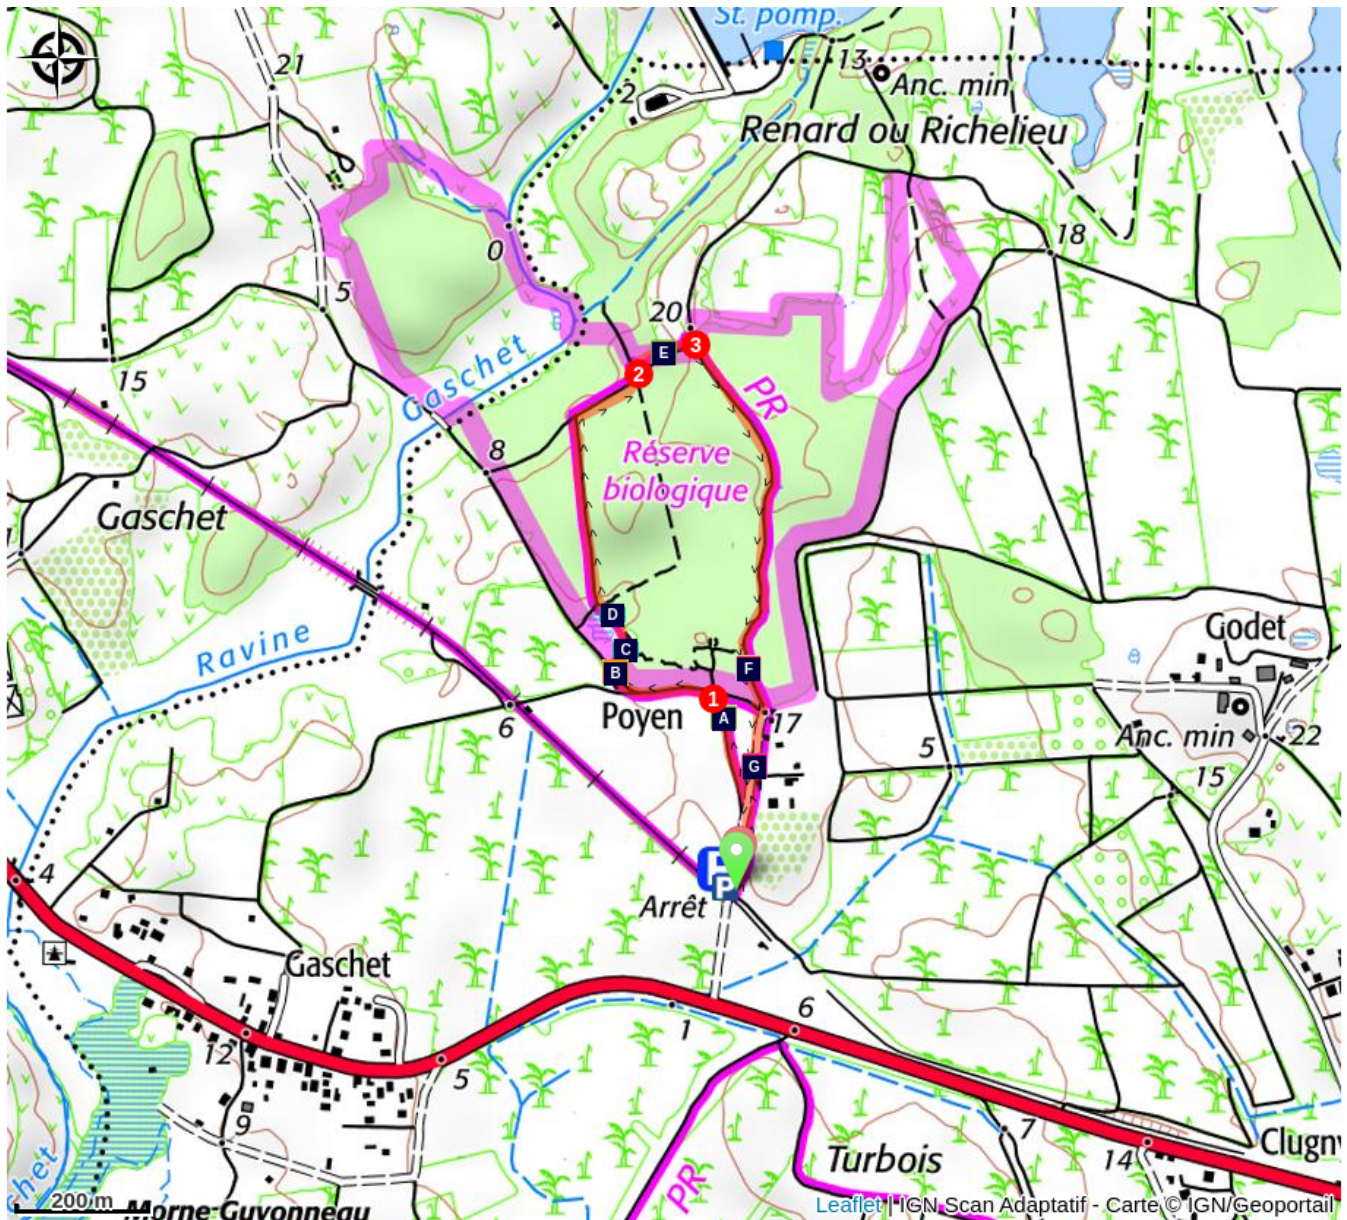 St. pomp.
21
13
Anc. min
2
Renard ou Richelieu
18
0
5
20
3
E
2
15
PR
Gaschet
8
Réserve
biologique
Gaschet
D
Godet
Ravine
C
B
F
1
Poyen
A
17
6
22
Anc. min
5
G
15
P
4
Arrêt
Gaschet
6
1
12
5
9
7
Turbois
14
Clugn
PR
chet
200 m
Morne-Guyonneau
Leaflet | IGN Scan Adaptatif - Carte © IGN/Geoportail